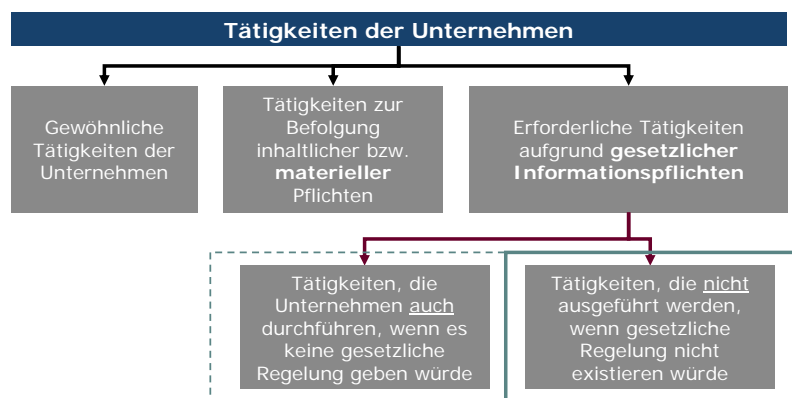 Tätigkeiten der Unternehmen
Gewöhnliche
Tätigkeiten der
Unternehmen
Tätigkeiten zur
Befolgung
inhaltlicher bzw.
materieller
Pflichten
Erforderliche Tätigkeiten
aufgrund gesetzlicher
Informationspflichten
Tätigkeiten, die
Unternehmen auch
durchführen, wenn es
keine gesetzliche
Regelung geben würde
Tätigkeiten, die nicht
ausgeführt werden,
wenn gesetzliche
Regelung nicht
existieren würde